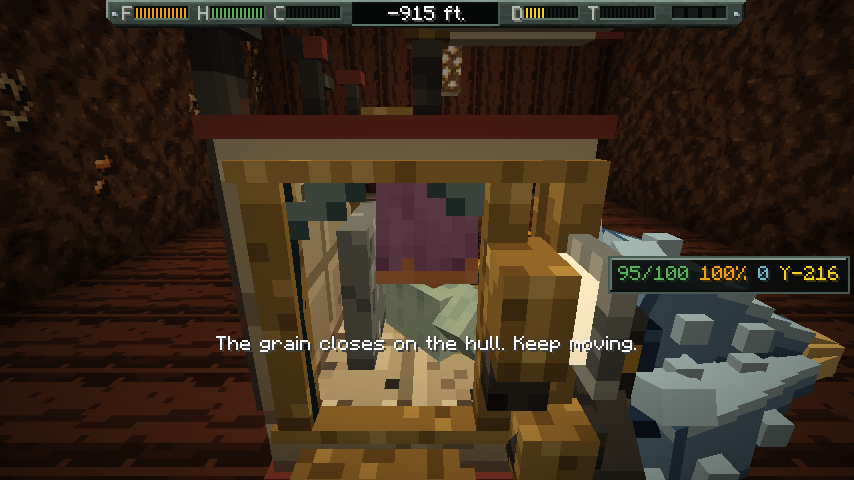 F H C -915 ft. D T
95/100 100% 0 Y-216
The grain closes on the hull. Keep moving.